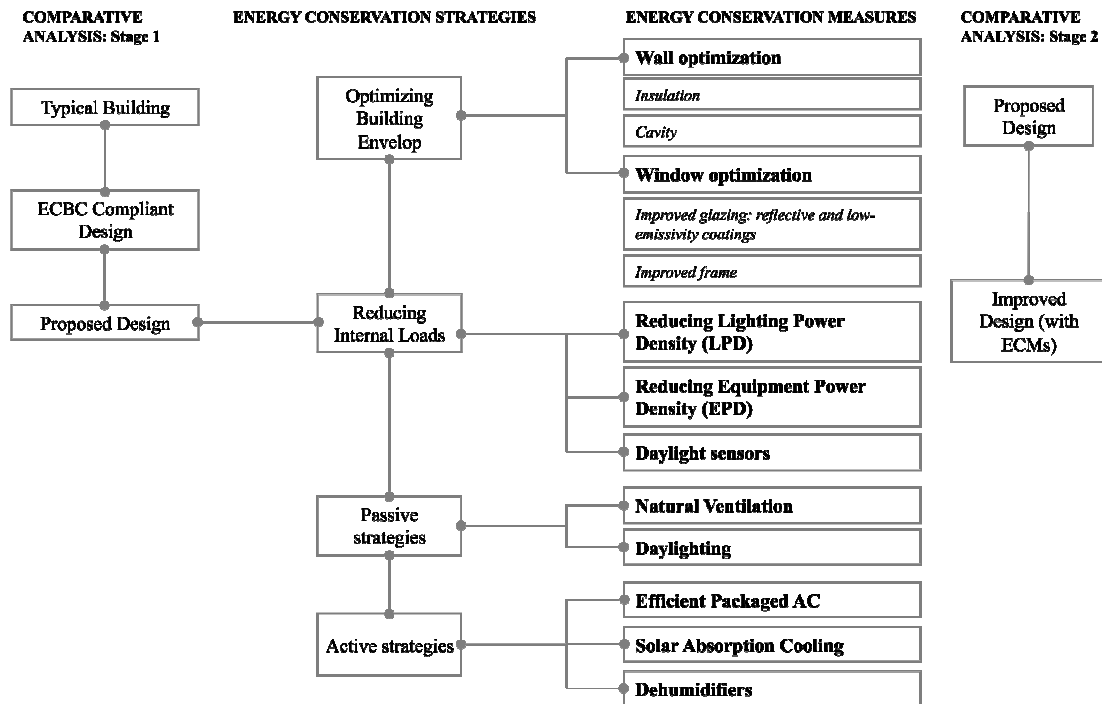 COMPARATIVE
ANALYSIS: Stage 1
Typical Building
ECBC Compliant
Design
Proposed Design
ENERGY CONSERVATION STRATEGIES
Optimizing
Building
Envelop
Reducing
Internal Loads
Passive
strategies
Active strategies
ENERGY CONSERVATION MEASURES
Wall optimization
Insulation
Cavity
Window optimization
Improved glazing: reflective and low-
emissivity coatings
Improved frame
Reducing Lighting Power
Density (LPD)
Reducing Equipment Power
Density (EPD)
Daylight sensors
Natural Ventilation
Daylighting
Efficient Packaged AC
Solar Absorption Cooling
Dehumidifiers
COMPARATIVE
ANALYSIS: Stage 2
Proposed
Design
Improved
Design (with
ECMs)